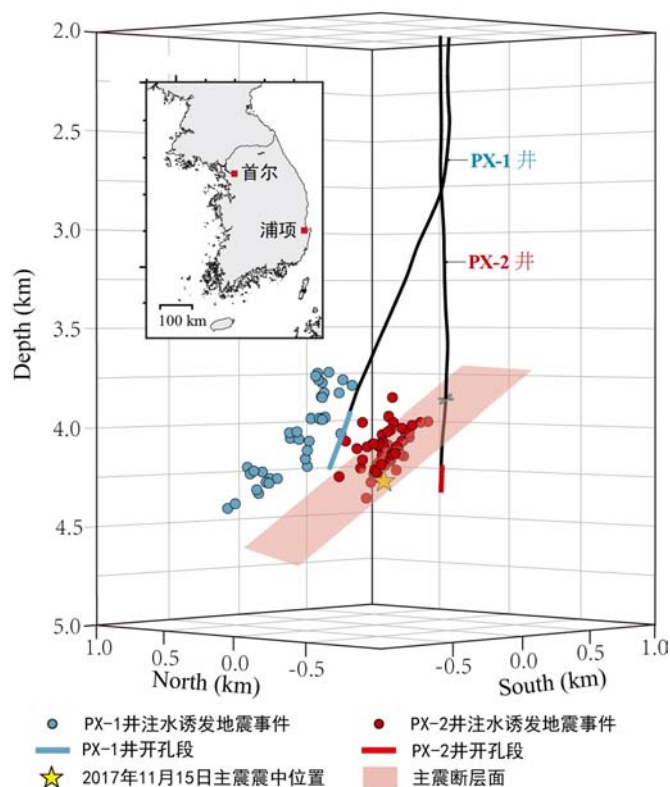 2.0
2.5
3.0
3.5
4.0
4.5
5.0
Depth (km)
首尔
浦项
100 km
PX-1 井
PX-2 井
1.0
0.0
-0.5
North (km)
-0.5
0.0
0.5
1.0
South (km)
PX-1井注水诱发地震事件
PX-2井注水诱发地震事件
PX-1井开孔段
PX-2井开孔段
2017年11月15日主震震中位置
主震断层面